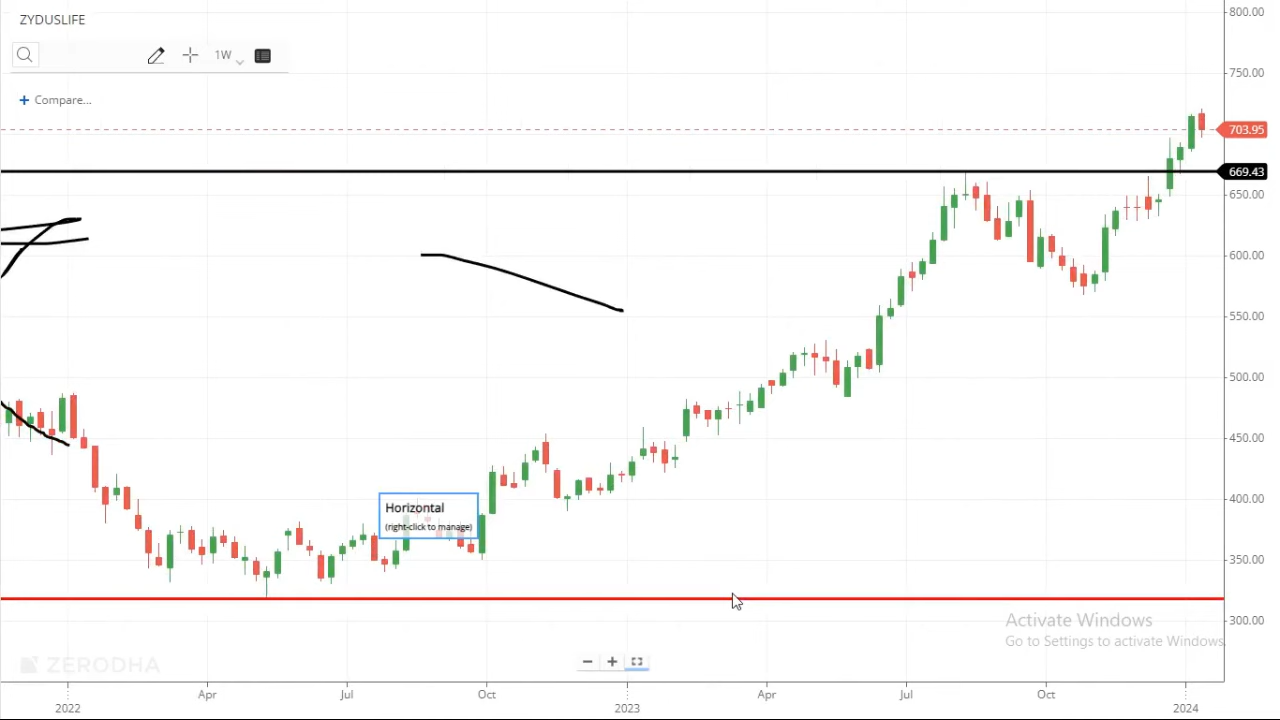 ZYDUSLIFE
1W
+ Compare...
800.00
750.00
703.95
669.43
650.00
600.00
550.00
500.00
450.00
400.00
350.00
300.00
Horizontal
(right-click to manage)
Activate Windows
Go to Settings to activate Windows.
ZERODHA
Apr
Jul
Oct
Apr
Jul
Oct
2022
2023
2024